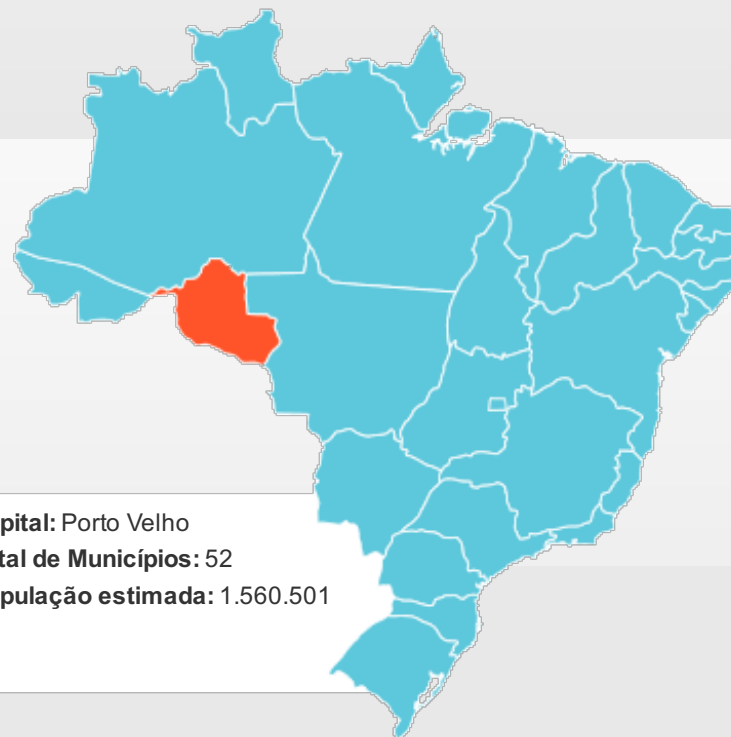 pital: Porto Velho
tal de Municípios: 52
pulação estimada: 1.560.501